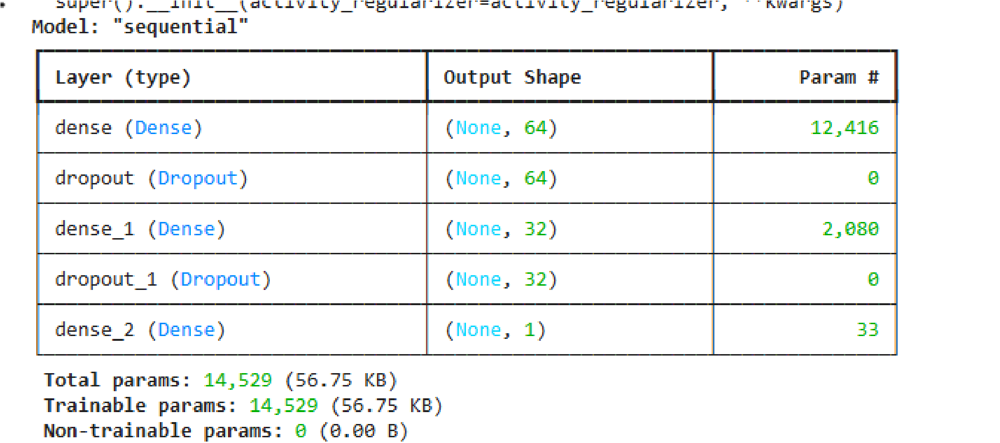 super().__init__(activity_regularizer=activity_regularizer, **kwargs)
Model: "sequential"
Layer (type) Output Shape Param #
dense (Dense) (None, 64) 12,416
dropout (Dropout) (None, 64) 0
dense_1 (Dense) (None, 32) 2,080
dropout_1 (Dropout) (None, 32) 0
dense_2 (Dense) (None, 1) 33
Total params: 14,529 (56.75 KB)
Trainable params: 14,529 (56.75 KB)
Non-trainable params: 0 (0.00 B)